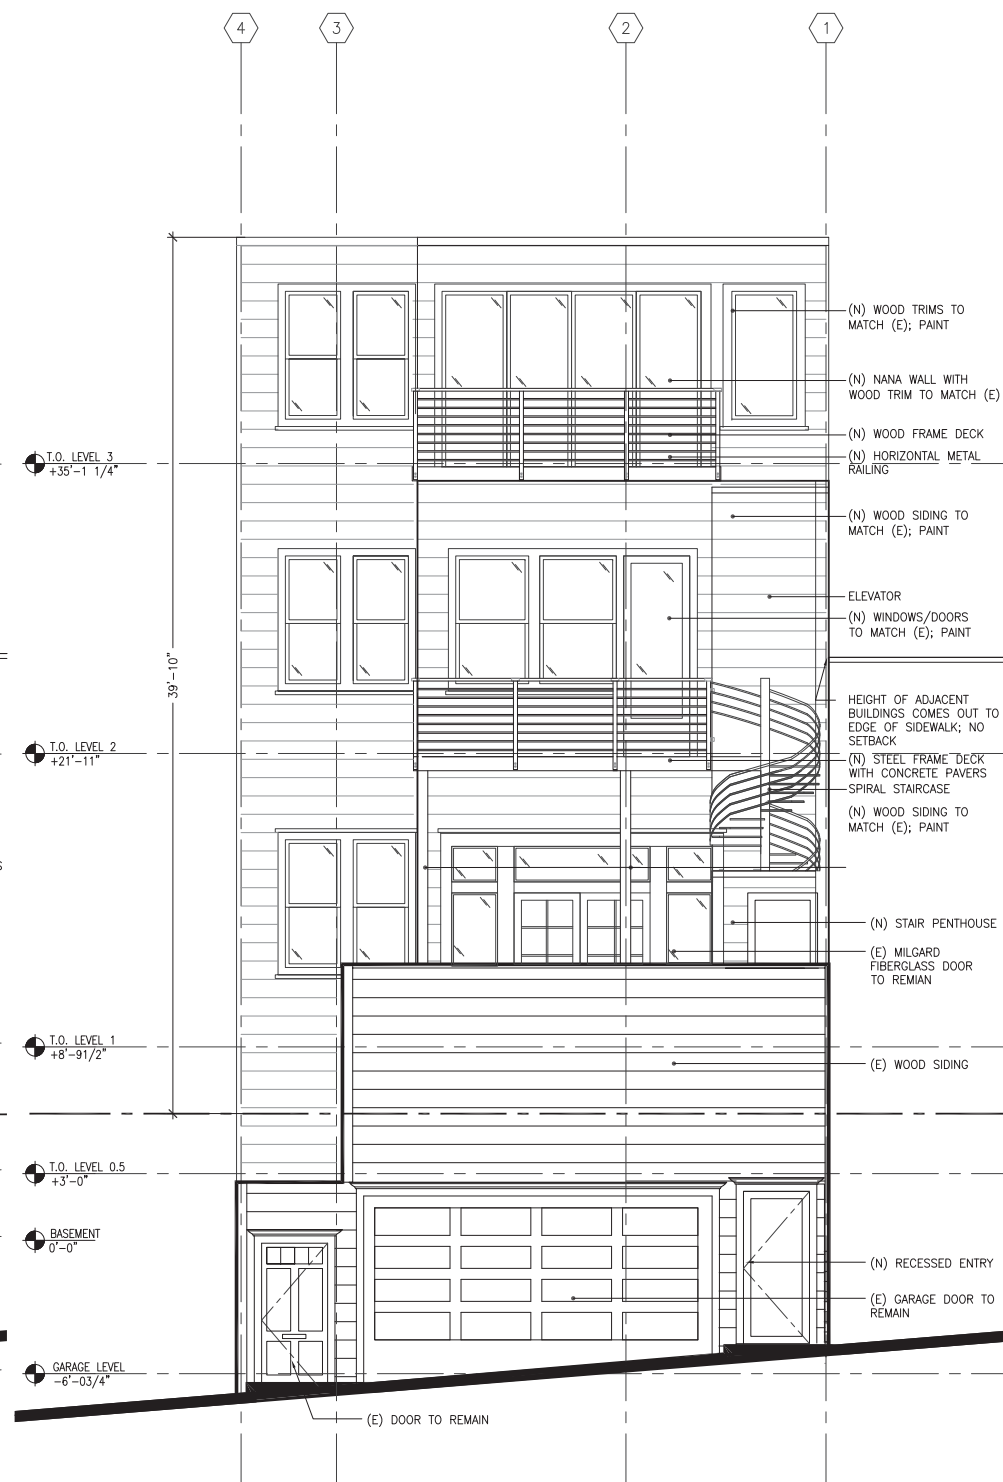 4
3
2
1
(N) WOOD TRIMS TO
MATCH (E); PAINT
(N) NANA WALL WITH
WOOD TRIM TO MATCH (E)
(N) WOOD FRAME DECK
(N) HORIZONTAL METAL
RAILING
T.O. LEVEL 3
+35'-1 1/4"
(N) WOOD SIDING TO
MATCH (E); PAINT
ELEVATOR
(N) WINDOWS/DOORS
TO MATCH (E); PAINT
39'-10"
HEIGHT OF ADJACENT
BUILDINGS COMES OUT TO
EDGE OF SIDEWALK; NO
SETBACK
T.O. LEVEL 2
+21'-11"
(N) STEEL FRAME DECK
WITH CONCRETE PAVERS
SPIRAL STAIRCASE
(N) WOOD SIDING TO
MATCH (E); PAINT
S
(N) STAIR PENTHOUSE
(E) MILGARD
FIBERGLASS DOOR
TO REMIAN
T.O. LEVEL 1
+8'-91/2"
(E) WOOD SIDING
T.O. LEVEL 0.5
+3'-0"
BASEMENT
0'-0"
(N) RECESSED ENTRY
(E) GARAGE DOOR TO
REMAIN
GARAGE LEVEL
-6'-03/4"
(E) DOOR TO REMAIN